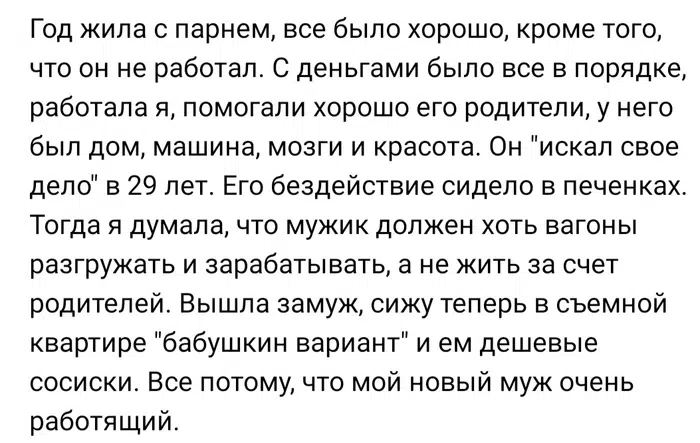 Год жила с парнем, все было хорошо, кроме того,
что он не работал. С деньгами было все в порядке,
работала я, помогали хорошо его родители, у него
был дом, машина, мозги и красота. Он "искал свое
дело" в 29 лет. Его бездействие сидело в печенках.
Тогда я думала, что мужик должен хоть вагоны
разгружать и зарабатывать, а не жить за счет
родителей. Вышла замуж, сижу теперь в съемной
квартире "бабушкин вариант" и ем дешевые
сосиски. Все потому, что мой новый муж очень
работящий.